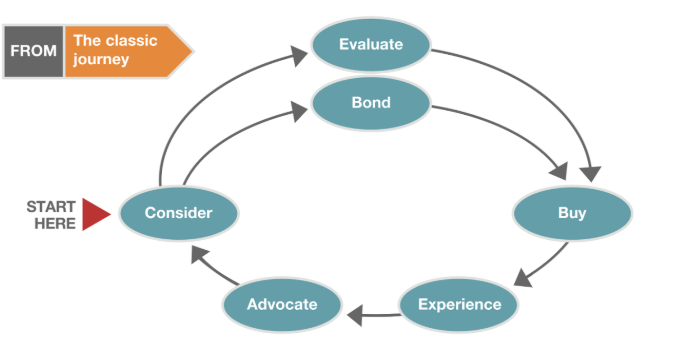 FROM
The classic
journey
Evaluate
Bond
START
HERE
Consider
Buy
Advocate
Experience